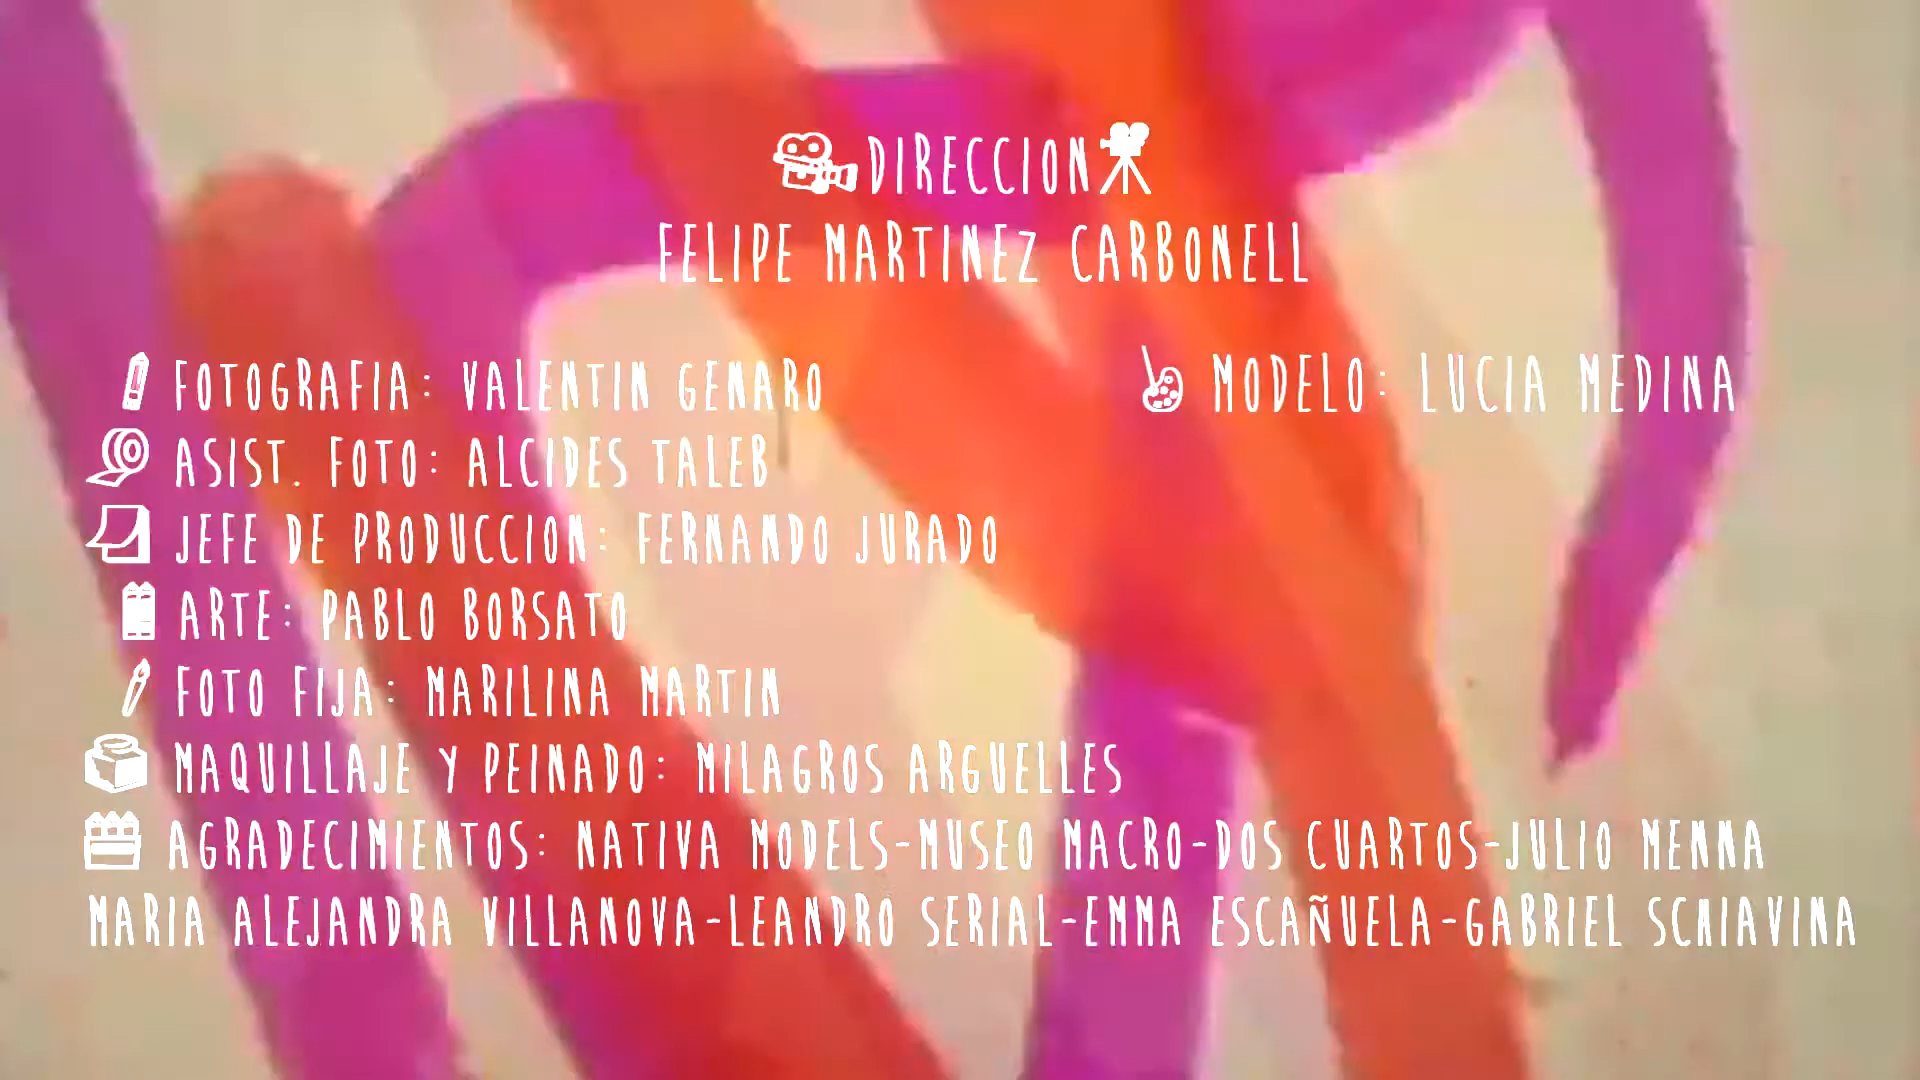 DIRECCION
FELIPE MARTINEZ CARBONELL
FOTOGRAFIA: VALENTIN GENARO
MODELO: LUCIA MEDINA
ASIST. FOTO: ALCIDES TALEB
JEFE DE PRODUCCION: FERNANDO JURADO
ARTE: PABLO BORSATO
FOTO FIJA: MARILINA MARTIN
MAQUILLAJE Y PEINADO: MILAGROS ARGUELLES
AGRADECIMIENTOS: NATIVA MODELS-MUSEO MACRO-DOS CUARTOS-JULIO MENNA
MARIA ALEJANDRA VILLANOVA-LEANDRO SERIAL-EMMA ESCAÑUELA-GABRIEL SCHIAVINA